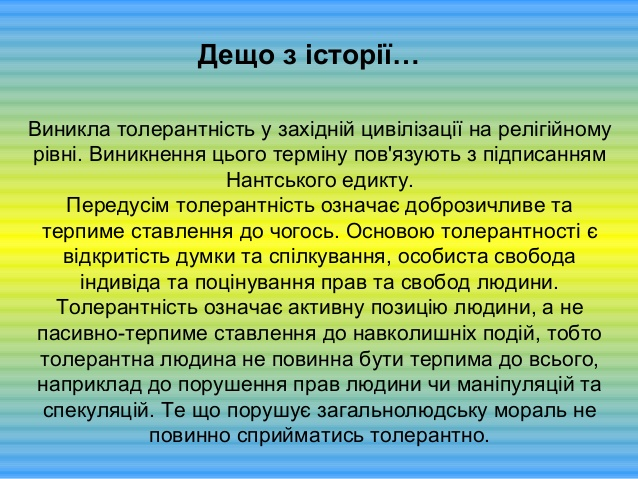 Дещо з історії…
Виникла толерантність у західній цивілізації на релігійному
рівні. Виникнення цього терміну пов'язують з підписанням
Нантського едикту.
Передусім толерантність означає доброзичливе та
терпиме ставлення до чогось. Основою толерантності є
відкритість думки та спілкування, особиста свобода
індивіда та поцінування прав та свобод людини.
Толерантність означає активну позицію людини, а не
пасивно-терпиме ставлення до навколишніх подій, тобто
толерантна людина не повинна бути терпима до всього,
наприклад до порушення прав людини чи маніпуляцій та
спекуляцій. Те що порушує загальнолюдську мораль не
повинно сприйматись толерантно.